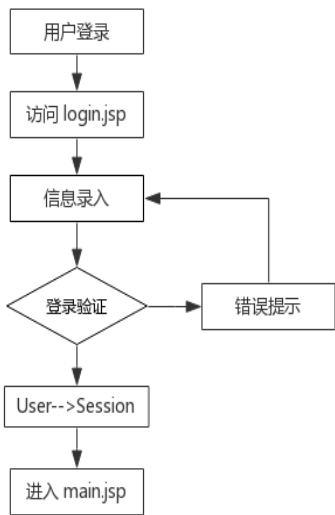 用户登录
访问 login.jsp
信息录入
登录验证
错误提示
User-->Session
进入 main.jsp